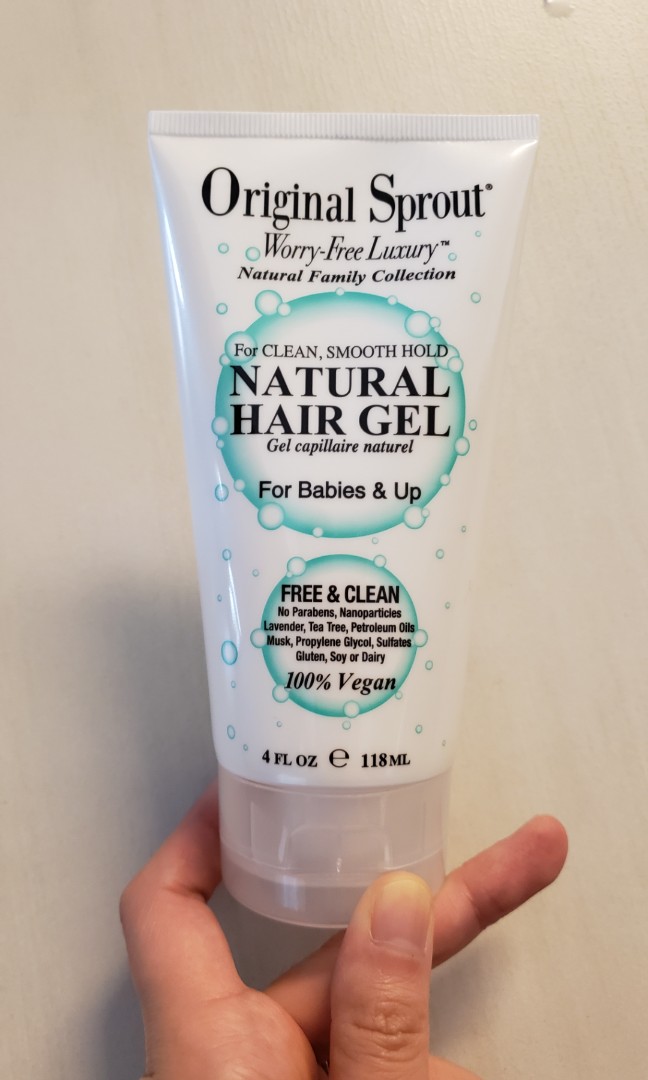 Original Sprout®
Worry-Free Luxury™
Natural Family Collection
For CLEAN, SMOOTH HOLD
NATURAL
HAIR GEL
Gel capillaire naturel
For Babies & Up
FREE & CLEAN
No Parabens, Nanoparticles
Lavender, Tea Tree, Petroleum Oils
Musk, Propylene Glycol, Sulfates
Gluten, Soy or Dairy
100% Vegan
4 FL OZ ℮ 118 ML